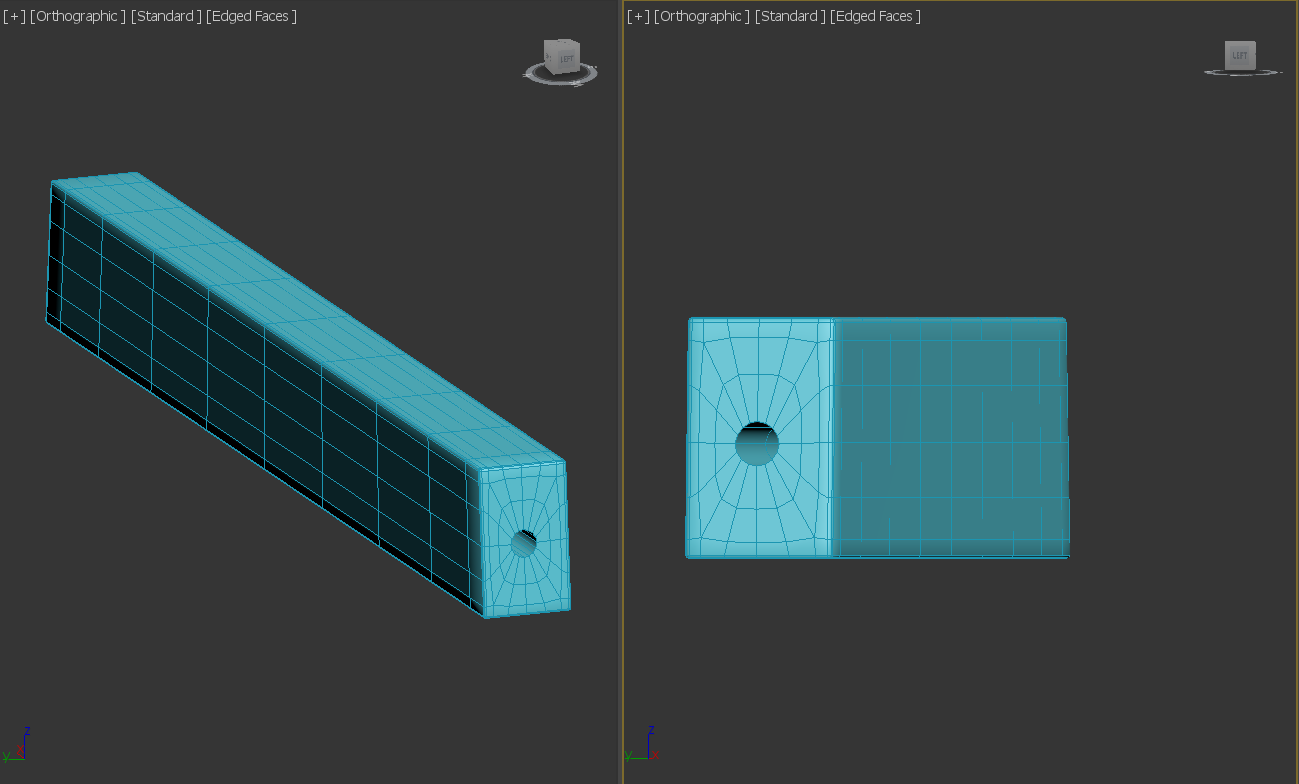 [+] [Orthographic ] [Standard ] [Edged Faces ]
[+] [Orthographic ] [Standard ] [Edged Faces ]
LEFT
LEFT
z
y
z
y
x